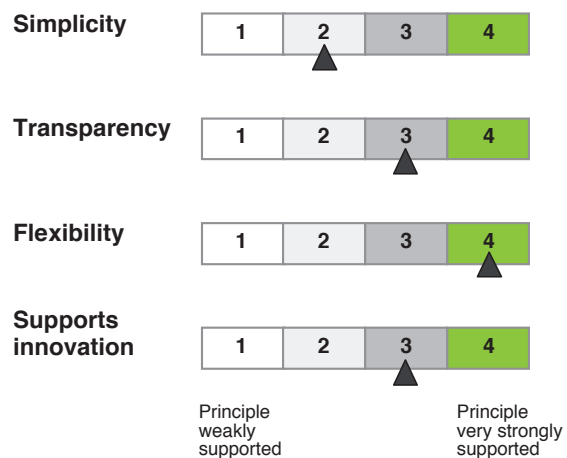 Simplicity
1 2 3 4
Transparency
1 2 3 4
Flexibility
1 2 3 4
Supports
innovation
1 2 3 4
Principle
weakly
supported
Principle
very strongly
supported